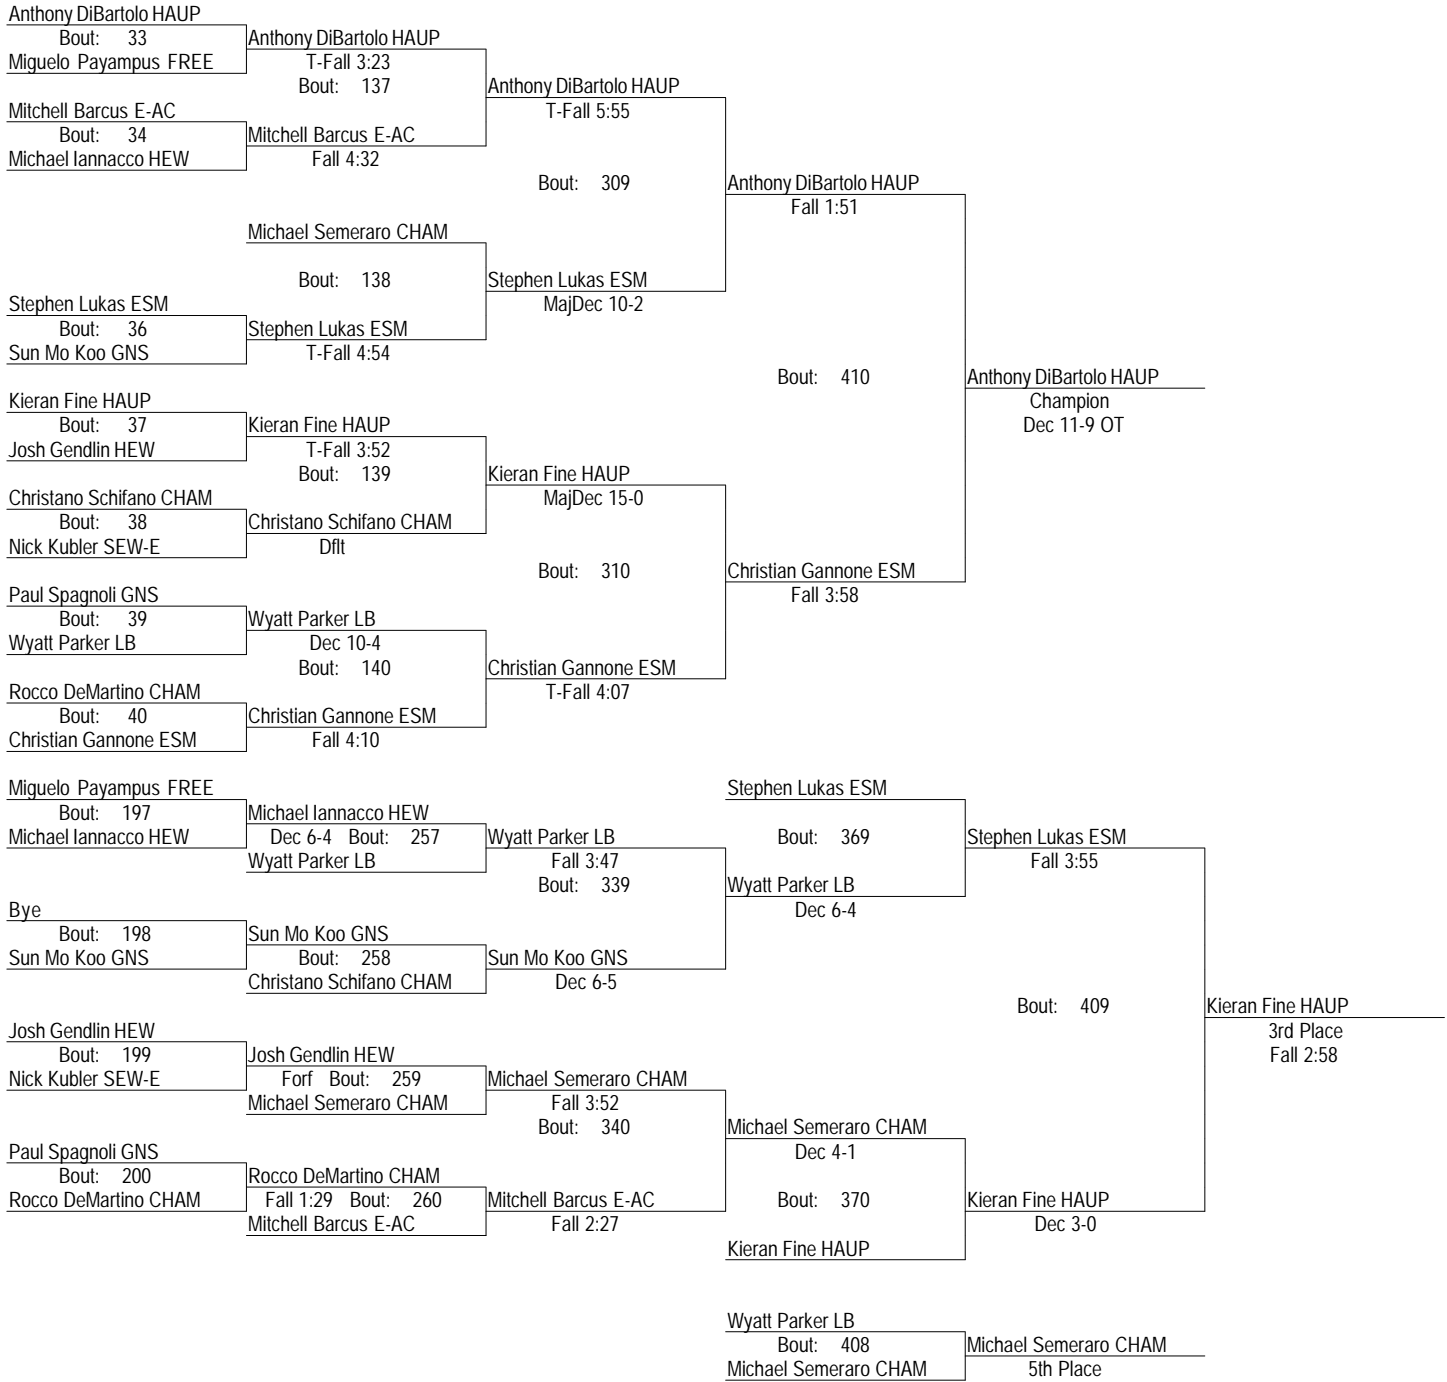 Anthony DiBartolo HAUP
Bout: 33
Miguelo Payampus FREE
Anthony DiBartolo HAUP
T-Fall 3:23
Bout: 137
Mitchell Barcus E-AC
Bout: 34
Michael Iannacco HEW
Mitchell Barcus E-AC
Fall 4:32
Anthony DiBartolo HAUP
T-Fall 5:55
Bout: 309
Michael Semeraro CHAM
Bout: 138
Stephen Lukas ESM
Bout: 36
Sun Mo Koo GNS
Stephen Lukas ESM
T-Fall 4:54
Stephen Lukas ESM
MajDec 10-2
Anthony DiBartolo HAUP
Fall 1:51
Bout: 410
Anthony DiBartolo HAUP
Champion
Dec 11-9 OT
Kieran Fine HAUP
Bout: 37
Josh Gendlin HEW
Kieran Fine HAUP
T-Fall 3:52
Bout: 139
Christano Schifano CHAM
Bout: 38
Nick Kubler SEW-E
Christano Schifano CHAM
Dflt
Kieran Fine HAUP
MajDec 15-0
Bout: 310
Paul Spagnoli GNS
Bout: 39
Wyatt Parker LB
Wyatt Parker LB
Dec 10-4
Bout: 140
Rocco DeMartino CHAM
Bout: 40
Christian Gannone ESM
Christian Gannone ESM
Fall 4:10
Christian Gannone ESM
T-Fall 4:07
Christian Gannone ESM
Fall 3:58
Miguelo Payampus FREE
Bout: 197
Michael Iannacco HEW
Michael Iannacco HEW
Dec 6-4 Bout: 257
Wyatt Parker LB
Wyatt Parker LB
Fall 3:47
Bout: 339
Bye
Bout: 198
Sun Mo Koo GNS
Sun Mo Koo GNS
Bout: 258
Christano Schifano CHAM
Sun Mo Koo GNS
Dec 6-5
Stephen Lukas ESM
Bout: 369
Wyatt Parker LB
Dec 6-4
Stephen Lukas ESM
Fall 3:55
Bout: 409
Kieran Fine HAUP
3rd Place
Fall 2:58
Josh Gendlin HEW
Bout: 199
Nick Kubler SEW-E
Josh Gendlin HEW
Forf Bout: 259
Michael Semeraro CHAM
Michael Semeraro CHAM
Fall 3:52
Bout: 340
Paul Spagnoli GNS
Bout: 200
Rocco DeMartino CHAM
Rocco DeMartino CHAM
Fall 1:29 Bout: 260
Mitchell Barcus E-AC
Mitchell Barcus E-AC
Fall 2:27
Michael Semeraro CHAM
Dec 4-1
Bout: 370
Kieran Fine HAUP
Kieran Fine HAUP
Dec 3-0
Wyatt Parker LB
Bout: 408
Michael Semeraro CHAM
Michael Semeraro CHAM
5th Place